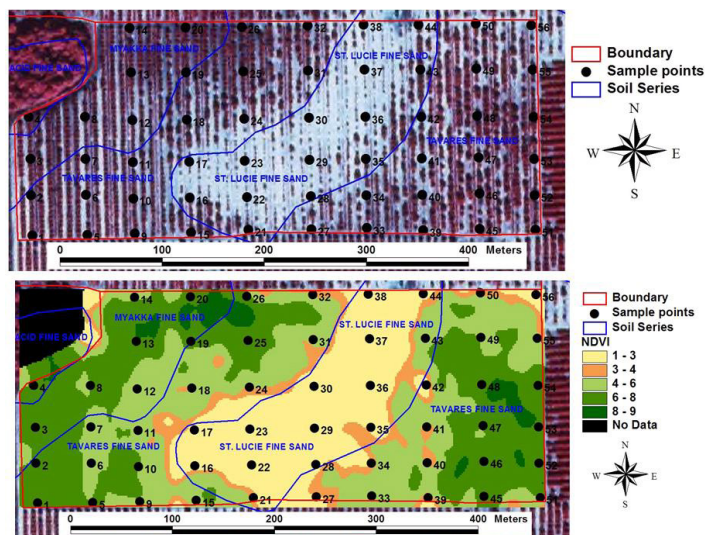 14 20 26 32 38 44 50 56
MYAKKA FINE SAND
ST. LUCIE FINE SAND
ACID FINE SAND
13 19 25 31 37 43 49 55
8 12 18 24 30 36 42 48 54
7 11 17 23 29 35 41 47 53
TAVARES FINE SAND
TAVARES FINE SAND
ST. LUCIE FINE SAND
2 6 10 16 22 28 34 40 46 52
9 15 21 27 33 39 45 51
0 100 200 300 400 Meters
Boundary
Sample points
Soil Series
N
W E
S
14 20 26 32 38 44 50 56
MYAKKA FINE SAND
ST. LUCIE FINE SAND
ACID FINE SAND
13 19 25 31 37 43 49
4 8 12 18 24 30 36 42 48 54
TAVARES FINE SAND
3 7 11 17 23 29 35 41 47 53
TAVARES FINE SAND
ST. LUCIE FINE SAND
2 6 10 16 22 28 34 40 46 52
1 5 9 15 21 27 33 39 45 51
0 100 200 300 400 Meters
Boundary
Sample points
Soil Series
NDVI
1 - 3
3 - 4
4 - 6
6 - 8
8 - 9
No Data
N
W E
S